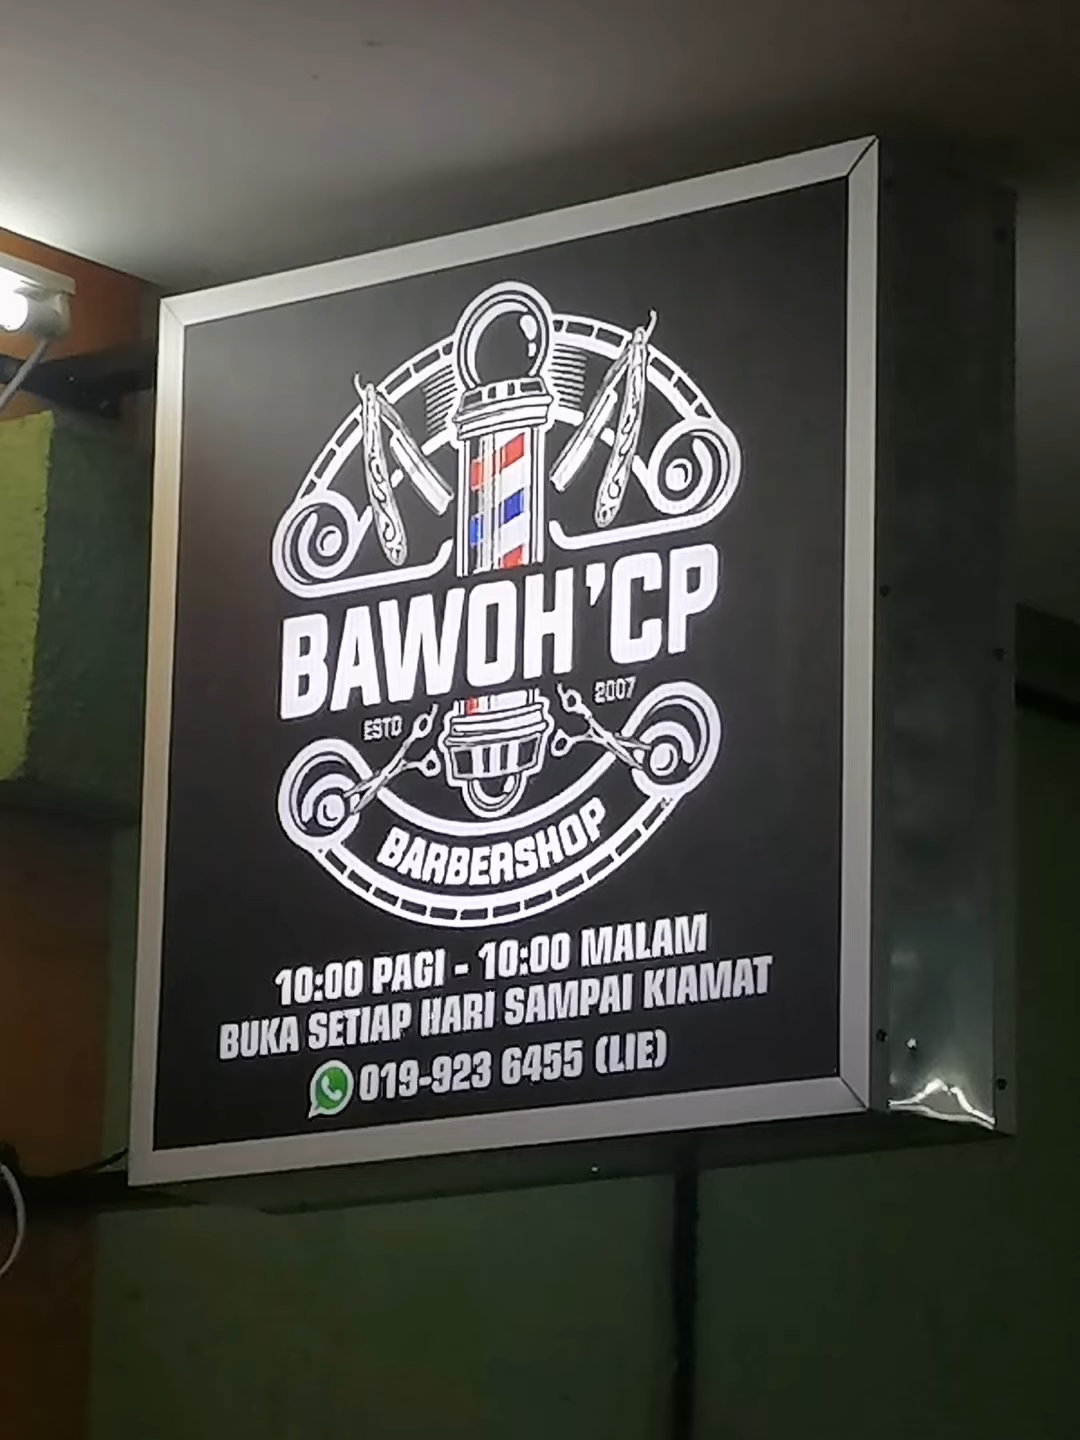 BAWOH'CP
ESTD 2007
BARBERSHOP
10:00 PAGI - 10:00 MALAM
BUKA SETIAP HARI SAMPAI KIAMAT
019-923 6455 (LIE)